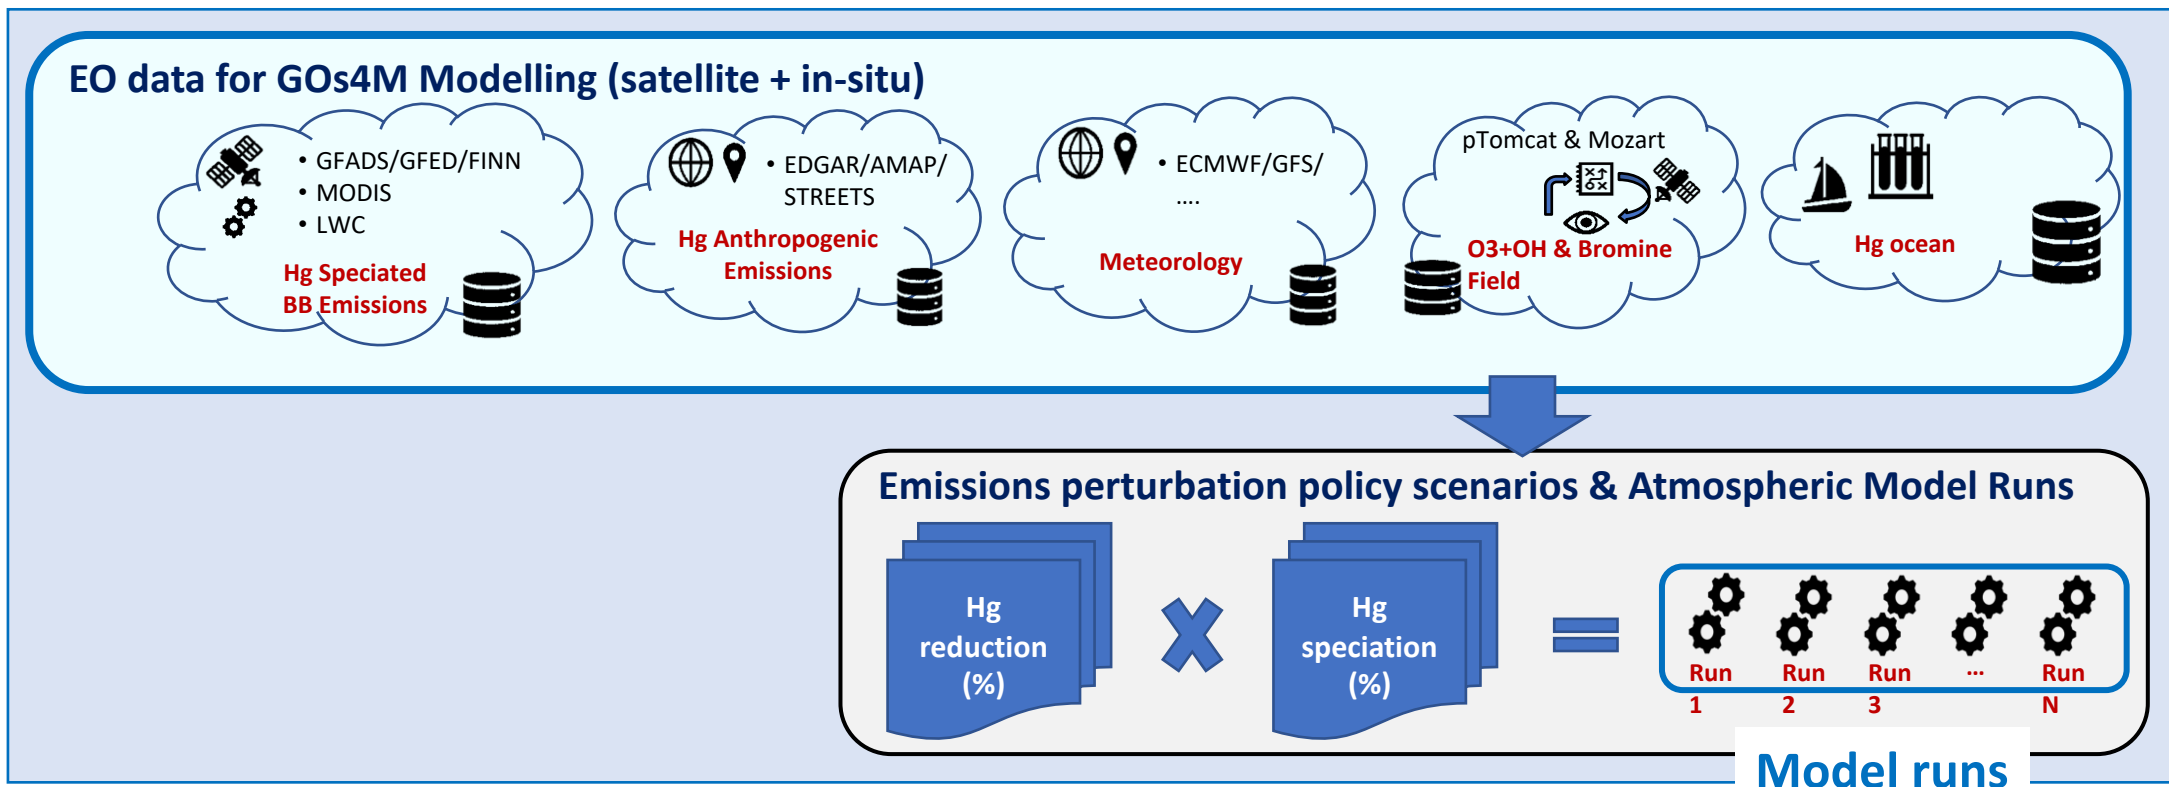 EO data for GOs4M Modelling (satellite + in-situ)
• GFADS/GFED/FINN
• MODIS
• LWC
Hg Speciated
BB Emissions
• EDGAR/AMAP/
STREETS
Hg Anthropogenic
Emissions
• ECMWF/GFS/
....
Meteorology
pTomcat & Mozart
O3+OH & Bromine
Field
Hg ocean
Emissions perturbation policy scenarios & Atmospheric Model Runs
Hg
reduction
(%)
Hg
speciation
(%)
Run
1
Run
2
Run
3
...
Run
N
Model runs